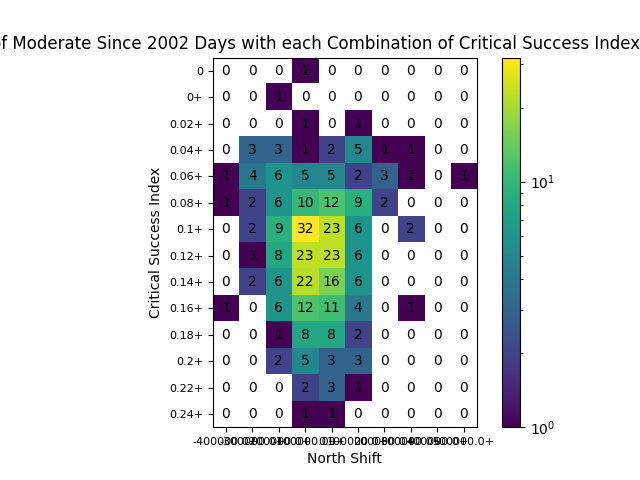 of Moderate Since 2002 Days with each Combination of Critical Success Index
0 0 0 0 1 0 0 0 0 0 0
0+ 0 0 1 0 0 0 0 0 0 0
0.02+ 0 0 0 1 0 1 0 0 0 0
0.04+ 0 3 3 1 2 5 1 1 0 0
0.06+ 1 4 6 5 5 2 3 1 0 1
0.08+ 1 2 6 10 12 9 2 0 0 0
0.1+ 0 2 9 32 23 6 0 2 0 0
0.12+ 0 1 8 23 23 6 0 0 0 0
0.14+ 0 2 6 22 16 6 0 0 0 0
0.16+ 1 0 6 12 11 4 0 1 0 0
0.18+ 0 0 1 8 8 2 0 0 0 0
0.2+ 0 0 2 5 3 3 0 0 0 0
0.22+ 0 0 0 2 3 1 0 0 0 0
0.24+ 0 0 0 1 1 0 0 0 0 0
Critical Success Index
North Shift
10¹
10⁰